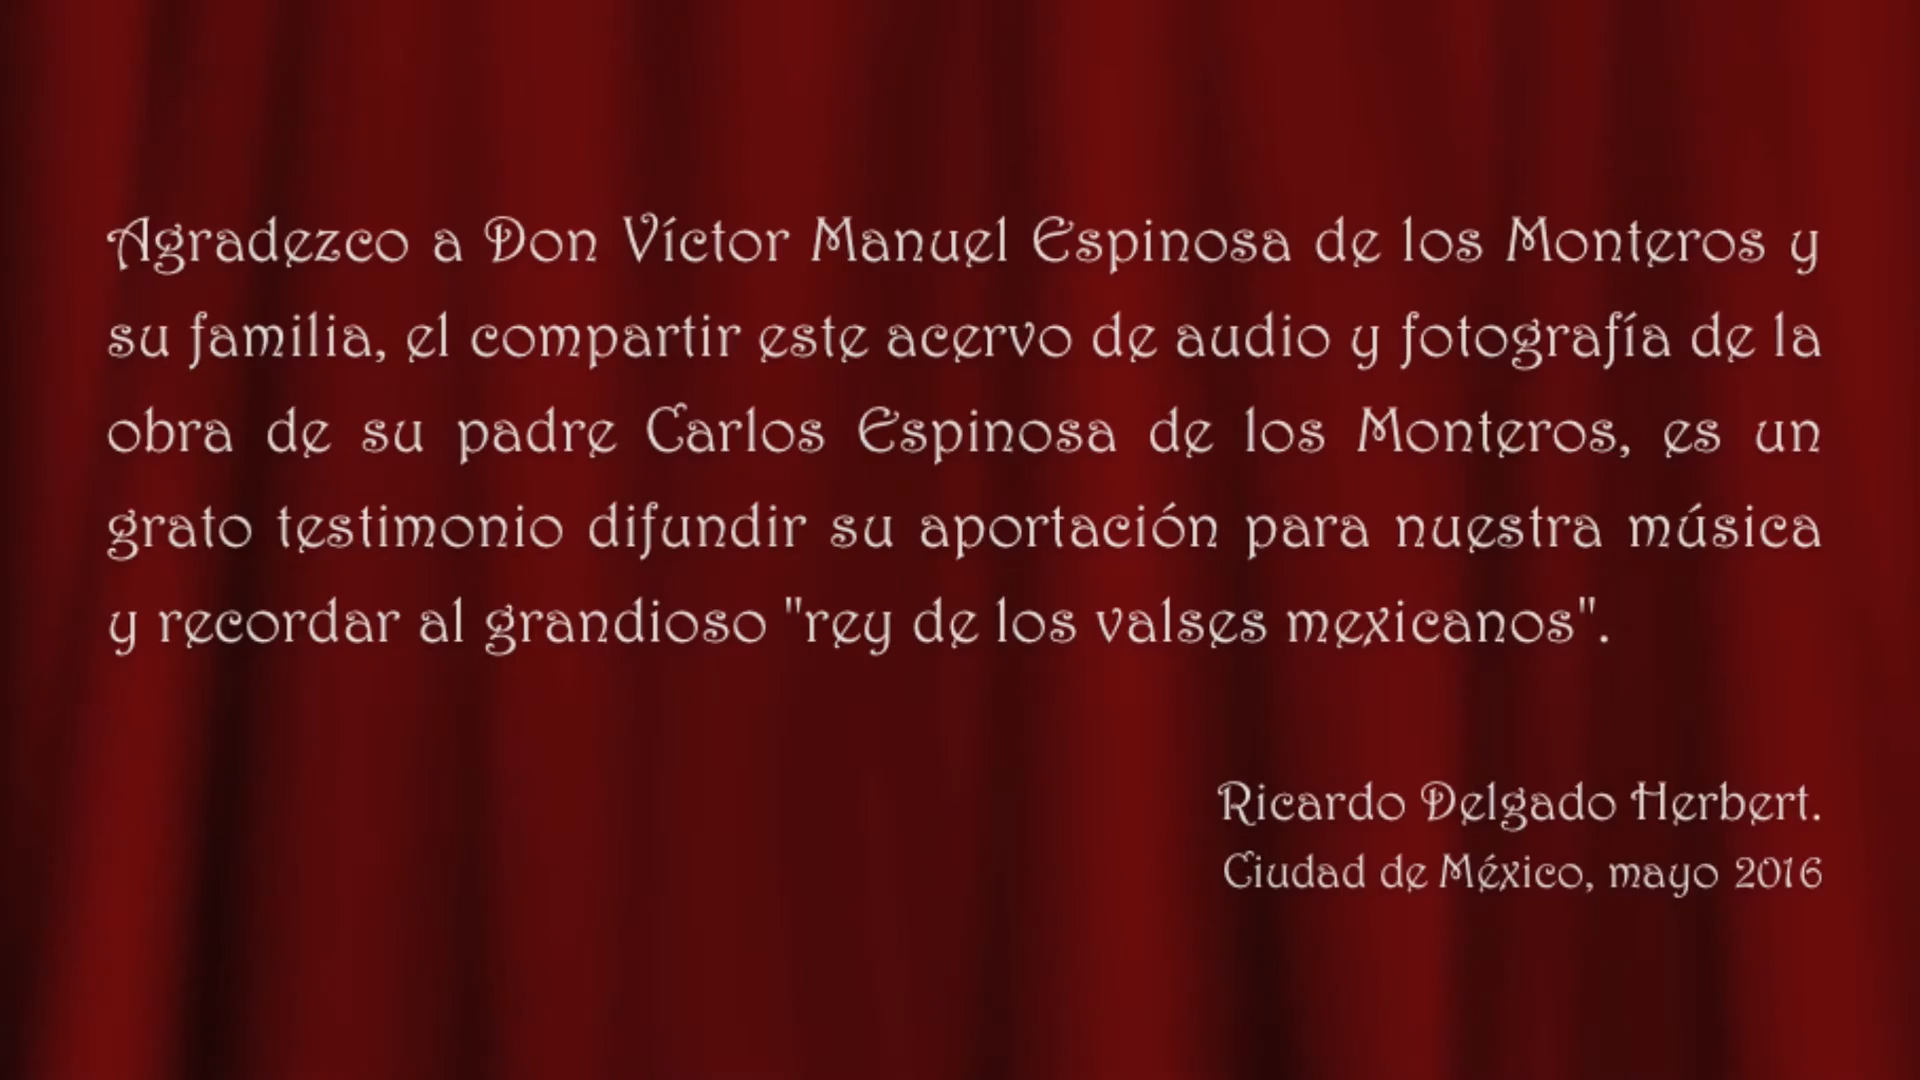 Agradezco a Don Víctor Manuel Espinosa de los Monteros y
su familia, el compartir este acervo de audio y fotografía de la
obra de su padre Carlos Espinosa de los Monteros, es un
grato testimonio difundir su aportación para nuestra música
y recordar al grandioso "rey de los valses mexicanos".
Ricardo Delgado Herbert.
Ciudad de México, mayo 2016